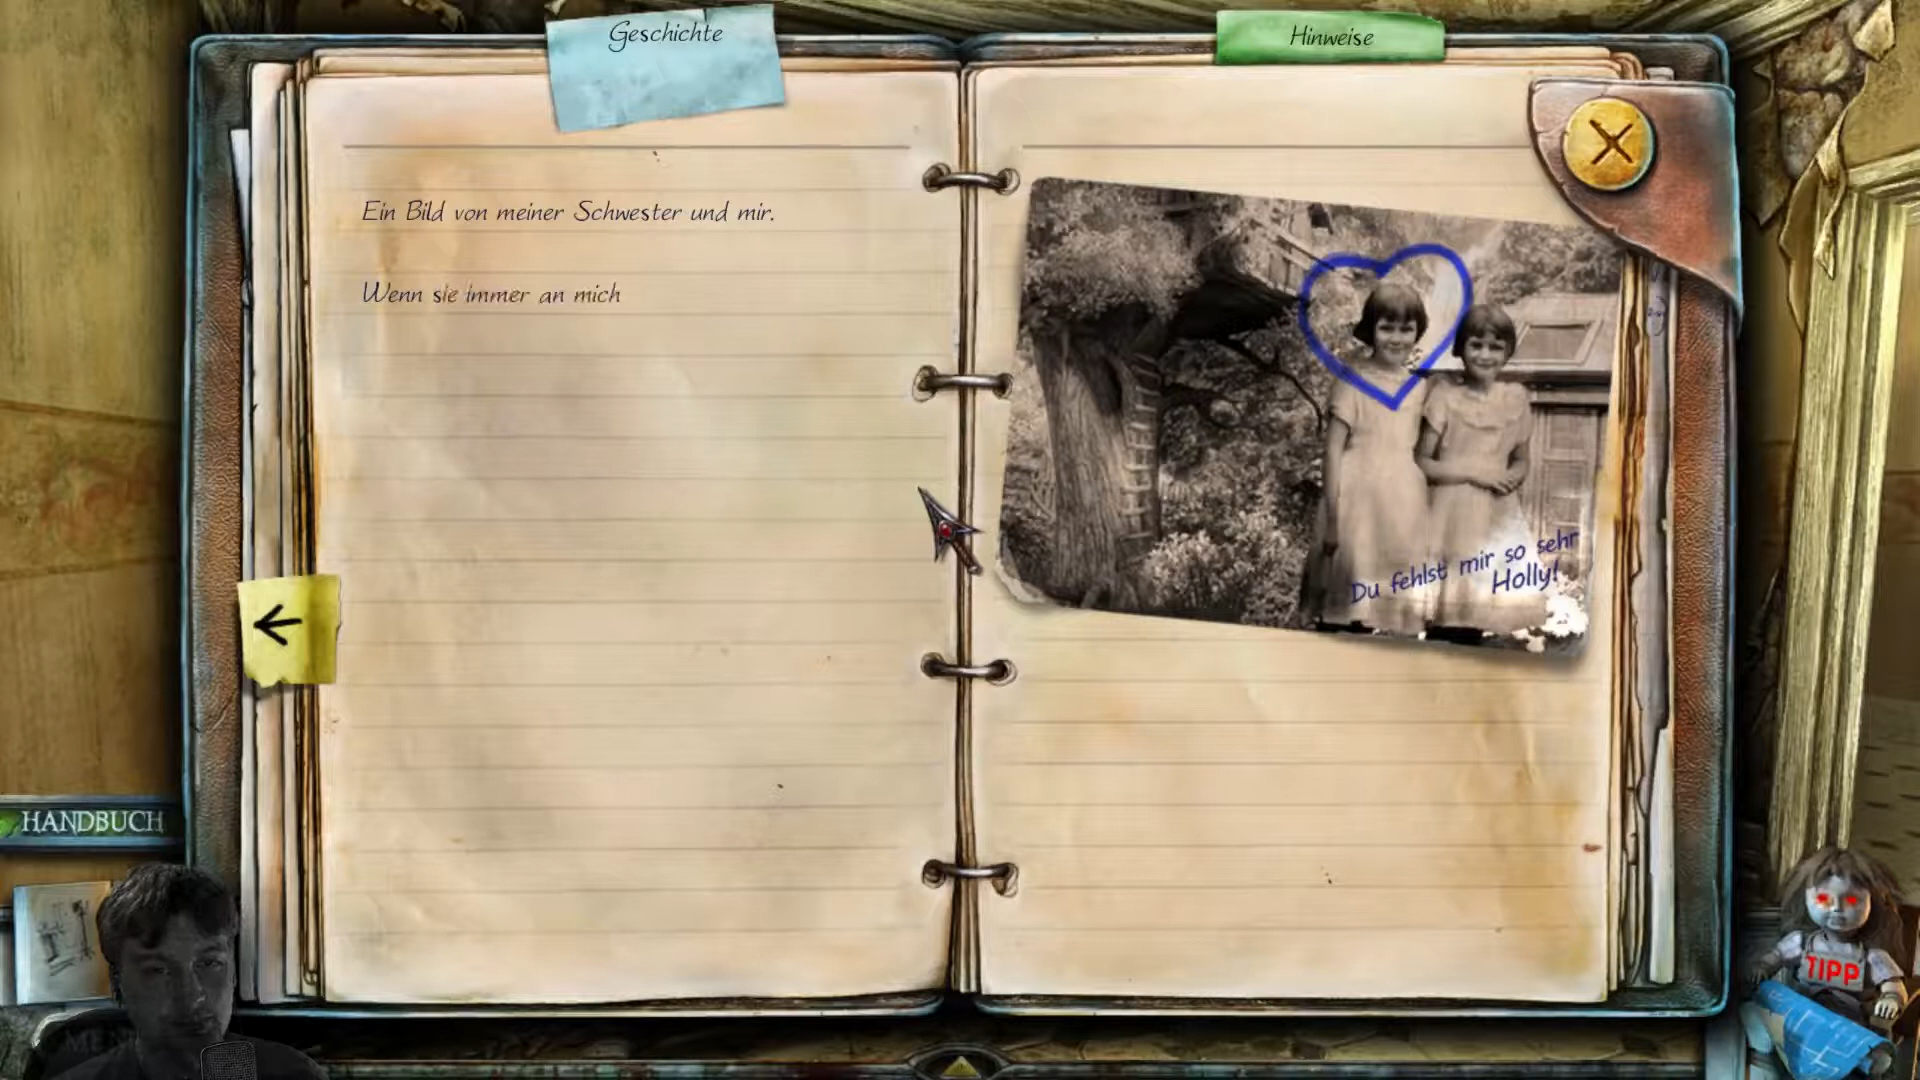 Geschichte
Hinweise
Ein Bild von meiner Schwester und mir.
Wenn sie immer an mich
Du fehlst mir so sehr
Holly!
HANDBUCH
TIPP